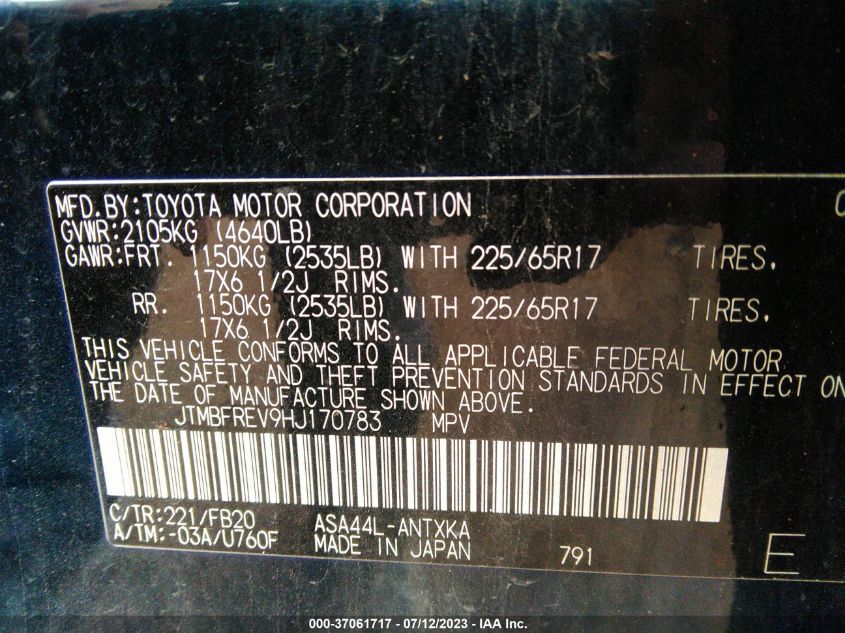 MFD.BY:TOYOTA MOTOR CORPORATION
GVWR:2105KG (4640LB)
GAWR:FRT. 1150KG (2535LB) WITH 225/65R17 TIRES.
17X6 1/2J RIMS.
RR. 1150KG (2535LB) WITH 225/65R17 TIRES.
17X6 1/2J RIMS.
THIS VEHICLE CONFORMS TO ALL APPLICABLE FEDERAL MOTOR
VEHICLE SAFETY AND THEFT PREVENTION STANDARDS IN EFFECT ON
THE DATE OF MANUFACTURE SHOWN ABOVE.
JTMBFREV9HJ170783 MPV
C/TR:221/FB20 ASA44L-ANTXKA
A/TM:-03A/U760F MADE IN JAPAN 791 E
000-37061717 - 07/12/2023 - © IAA Inc.